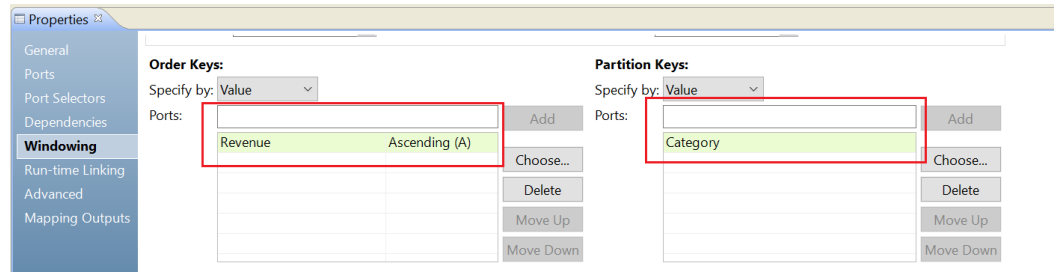 Properties
General
Ports
Port Selectors
Dependencies
Windowing
Run-time Linking
Advanced
Mapping Outputs
Order Keys:
Specify by: Value
Ports:
Add
Revenue Ascending (A)
Choose...
Delete
Move Up
Move Down
Partition Keys:
Specify by: Value
Ports:
Add
Category
Choose...
Delete
Move Up
Move Down